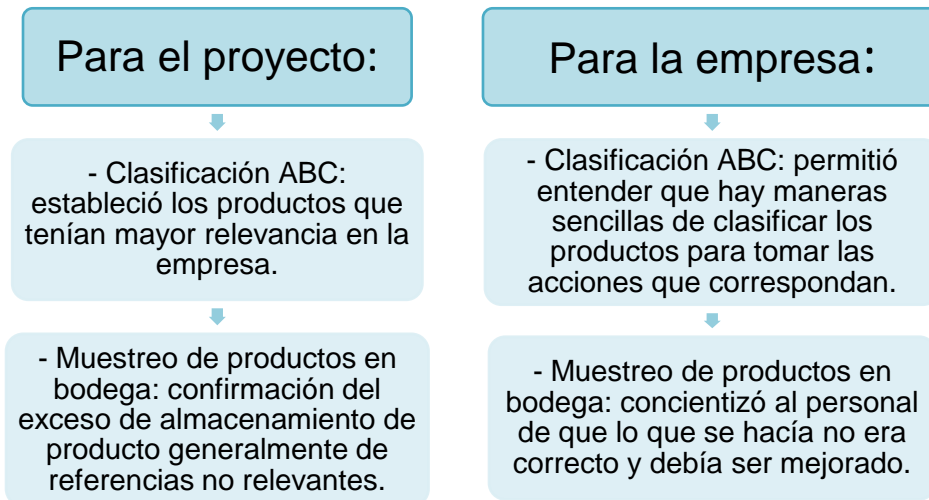 Para el proyecto:
- Clasificación ABC:
estableció los productos que
tenían mayor relevancia en la
empresa.
- Muestreo de productos en
bodega: confirmación del
exceso de almacenamiento de
producto generalmente de
referencias no relevantes.
Para la empresa:
- Clasificación ABC: permitió
entender que hay maneras
sencillas de clasificar los
productos para tomar las
acciones que correspondan.
- Muestreo de productos en
bodega: concientizó al personal
de que lo que se hacía no era
correcto y debía ser mejorado.